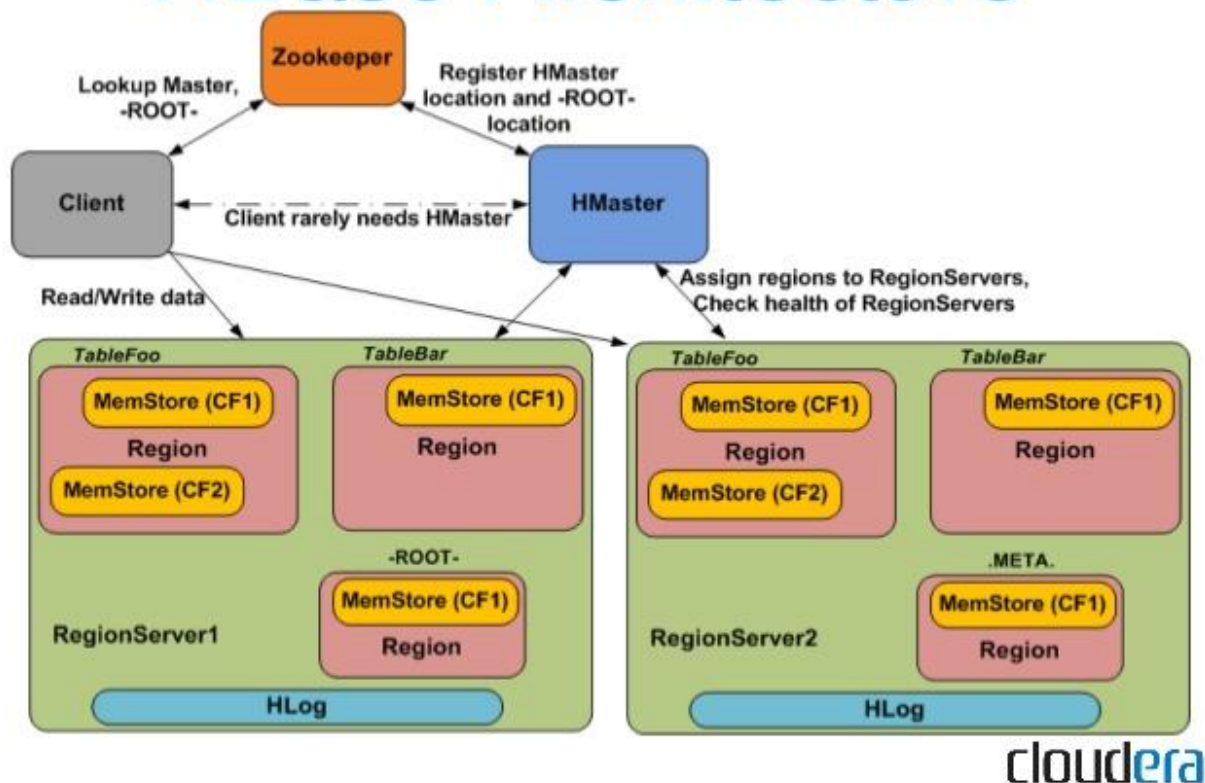 Zookeeper
Lookup Master,
-ROOT-
Register HMaster
location and -ROOT-
location
Client
Client rarely needs HMaster
HMaster
Read/Write data
Assign regions to RegionServers,
Check health of RegionServers
TableFoo
TableBar
MemStore (CF1)
MemStore (CF1)
Region
Region
MemStore (CF2)
-ROOT-
MemStore (CF1)
RegionServer1
Region
HLog
TableFoo
TableBar
MemStore (CF1)
MemStore (CF1)
Region
Region
MemStore (CF2)
.META.
MemStore (CF1)
RegionServer2
Region
HLog
cloudera